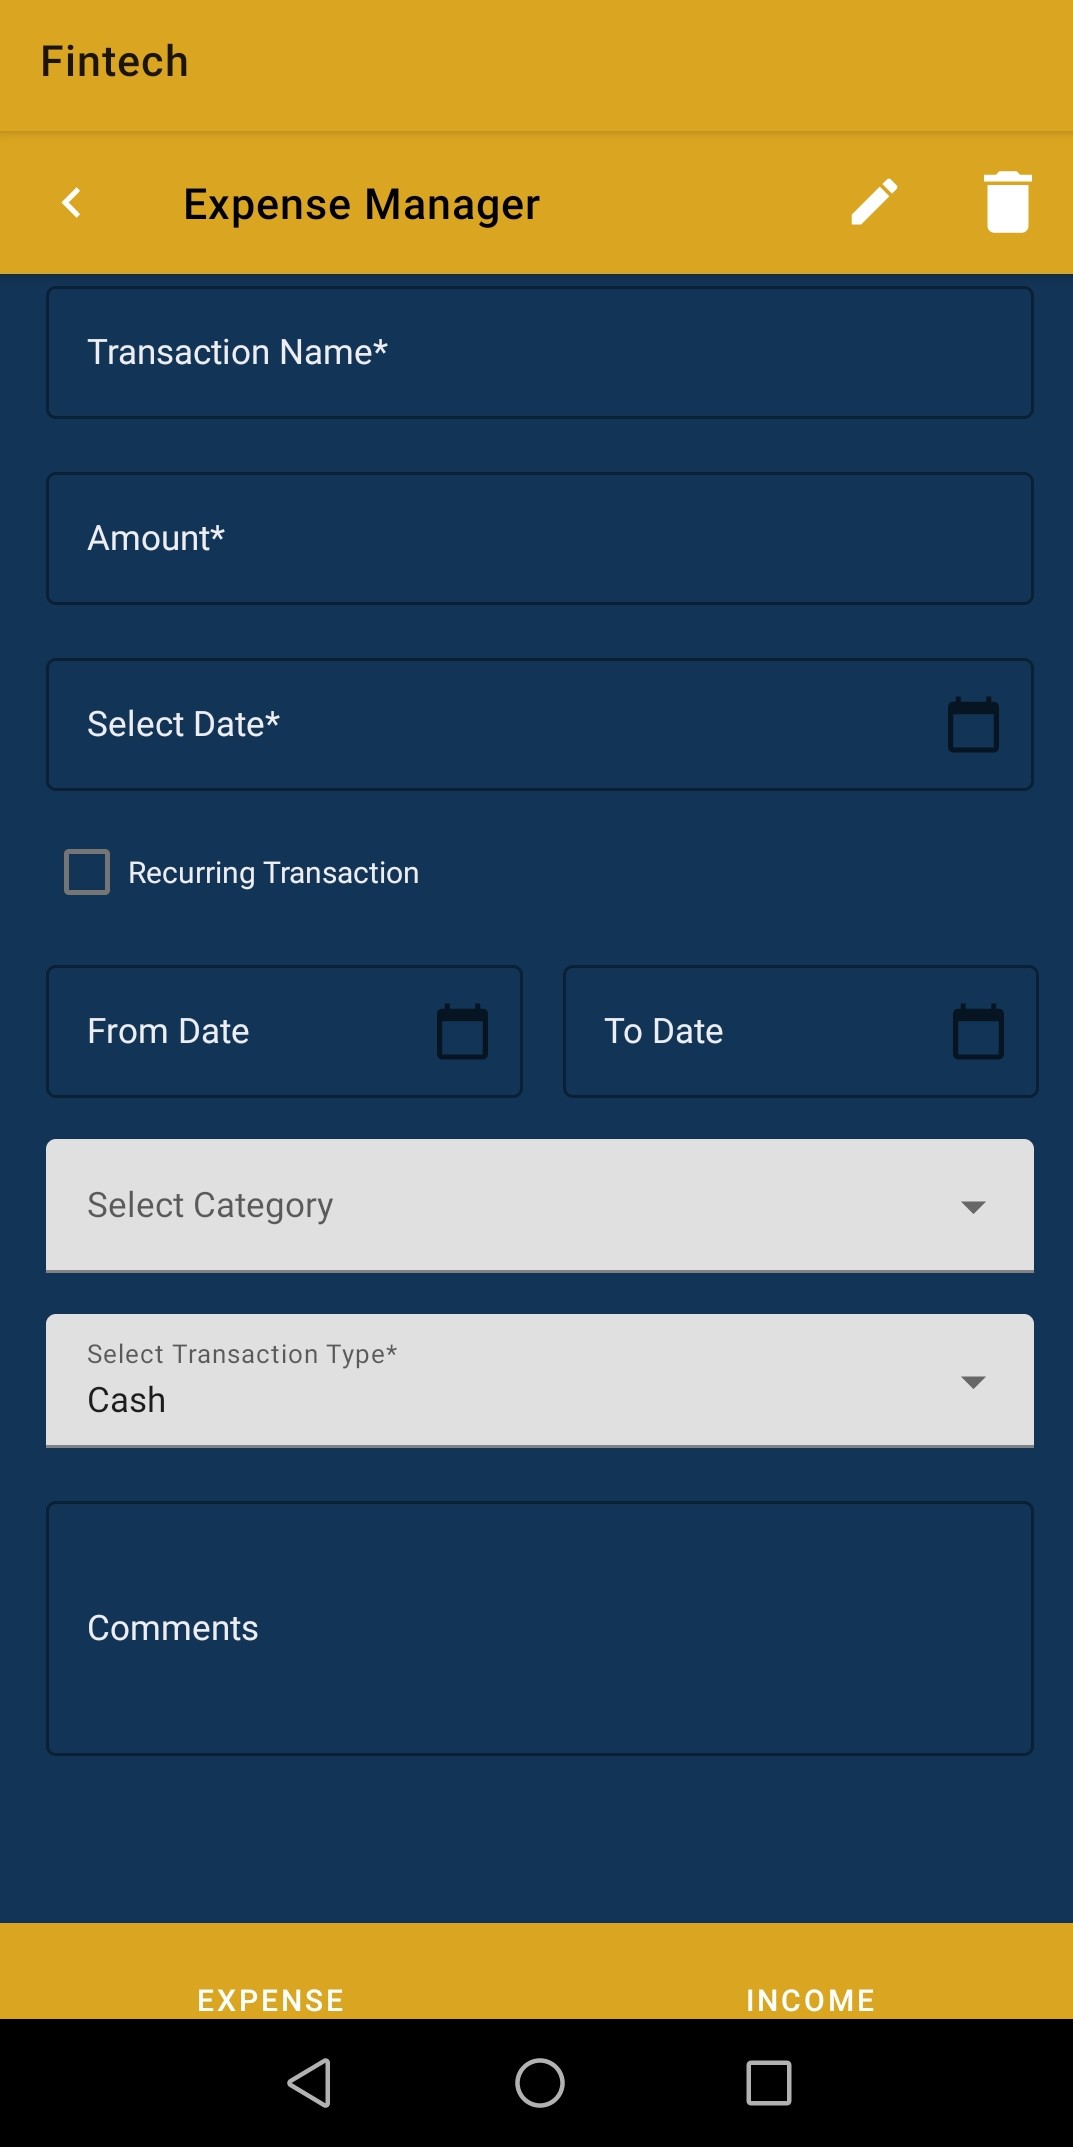 Fintech
Expense Manager
Transaction Name*
Amount*
Select Date*
Recurring Transaction
From Date
To Date
Select Category
Select Transaction Type*
Cash
Comments
EXPENSE
INCOME